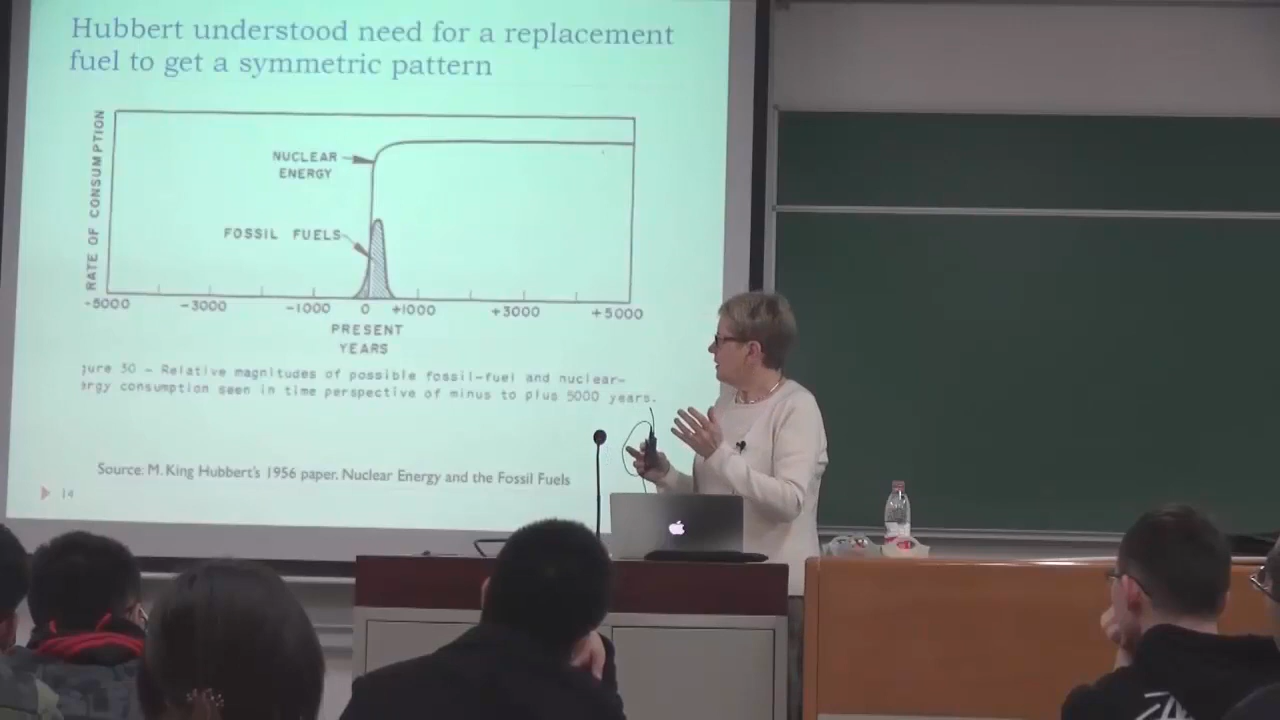 Hubbert understood need for a replacement
fuel to get a symmetric pattern
RATE OF CONSUMPTION
NUCLEAR
ENERGY
FOSSIL FUELS
-5000 -3000 -1000 0 +1000 +3000 +5000
PRESENT
YEARS
gure 30 - Relative magnitudes of possible fossil-fuel and nuclear-
ergy consumption seen in time perspective of minus to plus 5000 years.
Source: M. King Hubbert's 1956 paper, Nuclear Energy and the Fossil Fuels
14